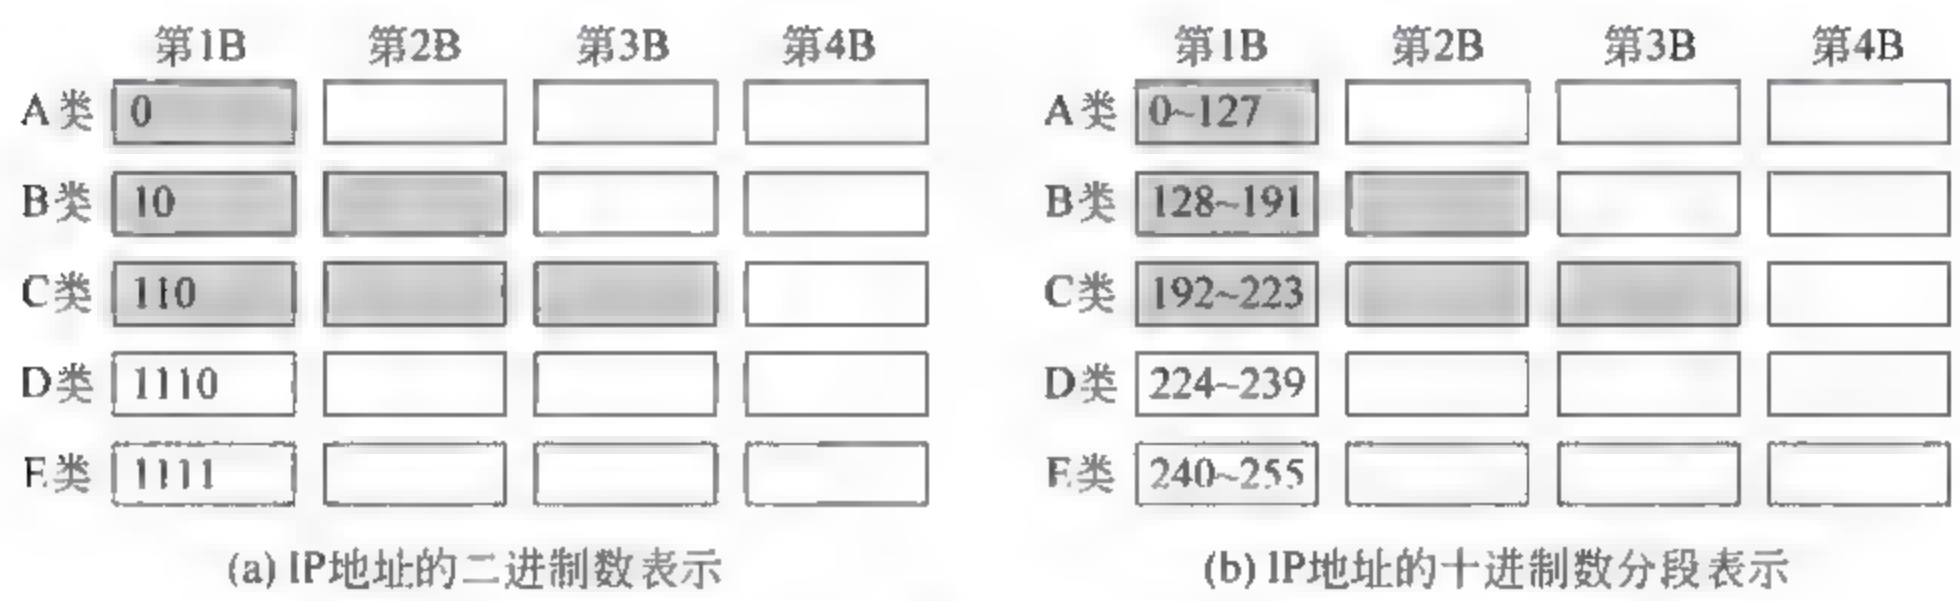 第1B 第2B 第3B 第4B
A类 0
B类 10
C类 110
D类 1110
E类 1111
(a) IP地址的二进制数表示
第1B 第2B 第3B 第4B
A类 0~127
B类 128~191
C类 192~223
D类 224~239
E类 240~255
(b) IP地址的十进制数分段表示